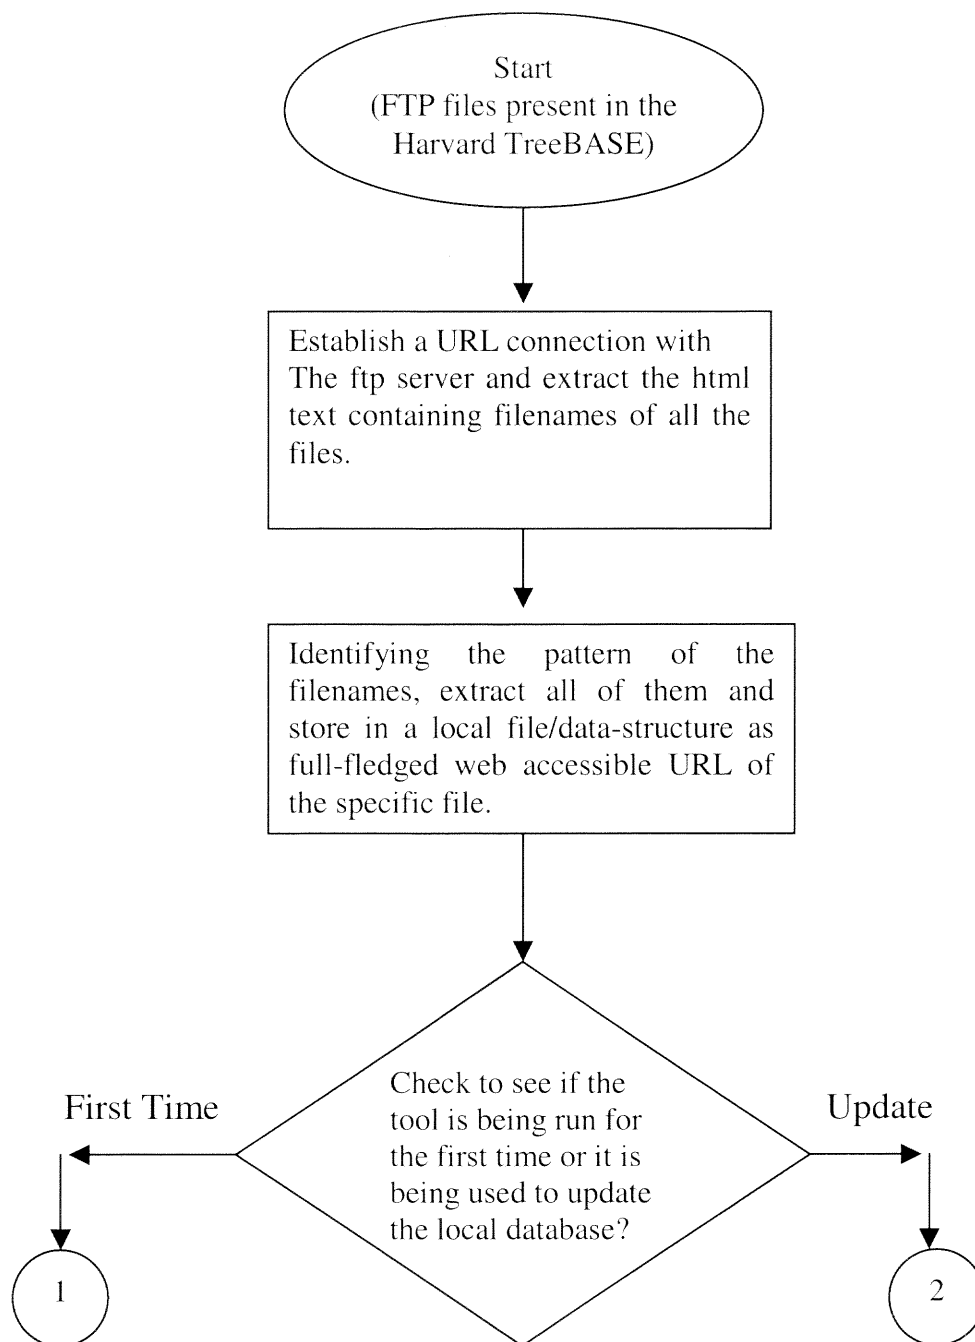 Start
(FTP files present in the
Harvard TreeBASE)
Establish a URL connection with
The ftp server and extract the html
text containing filenames of all the
files.
Identifying the pattern of the
filenames, extract all of them and
store in a local file/data-structure as
full-fledged web accessible URL of
the specific file.
Check to see if the
tool is being run for
the first time or it is
being used to update
the local database?
First Time
Update
1
2